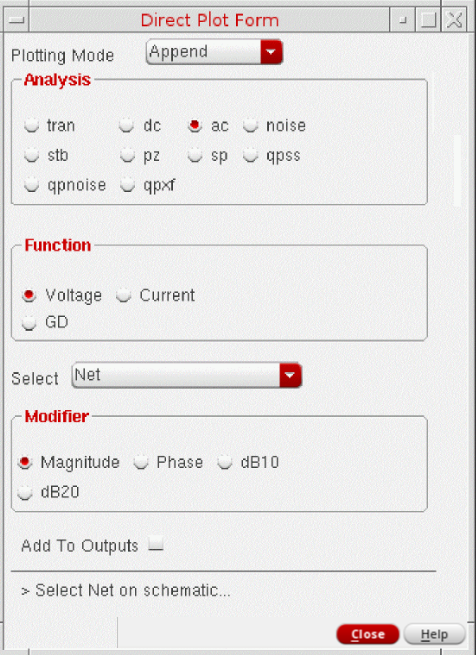 Direct Plot Form
Plotting Mode Append
Analysis
tran dc ac noise
stb pz sp qpss
qpnoise qpxf
Function
Voltage Current
GD
Select Net
Modifier
Magnitude Phase dB10
dB20
Add To Outputs
> Select Net on schematic...
Close Help